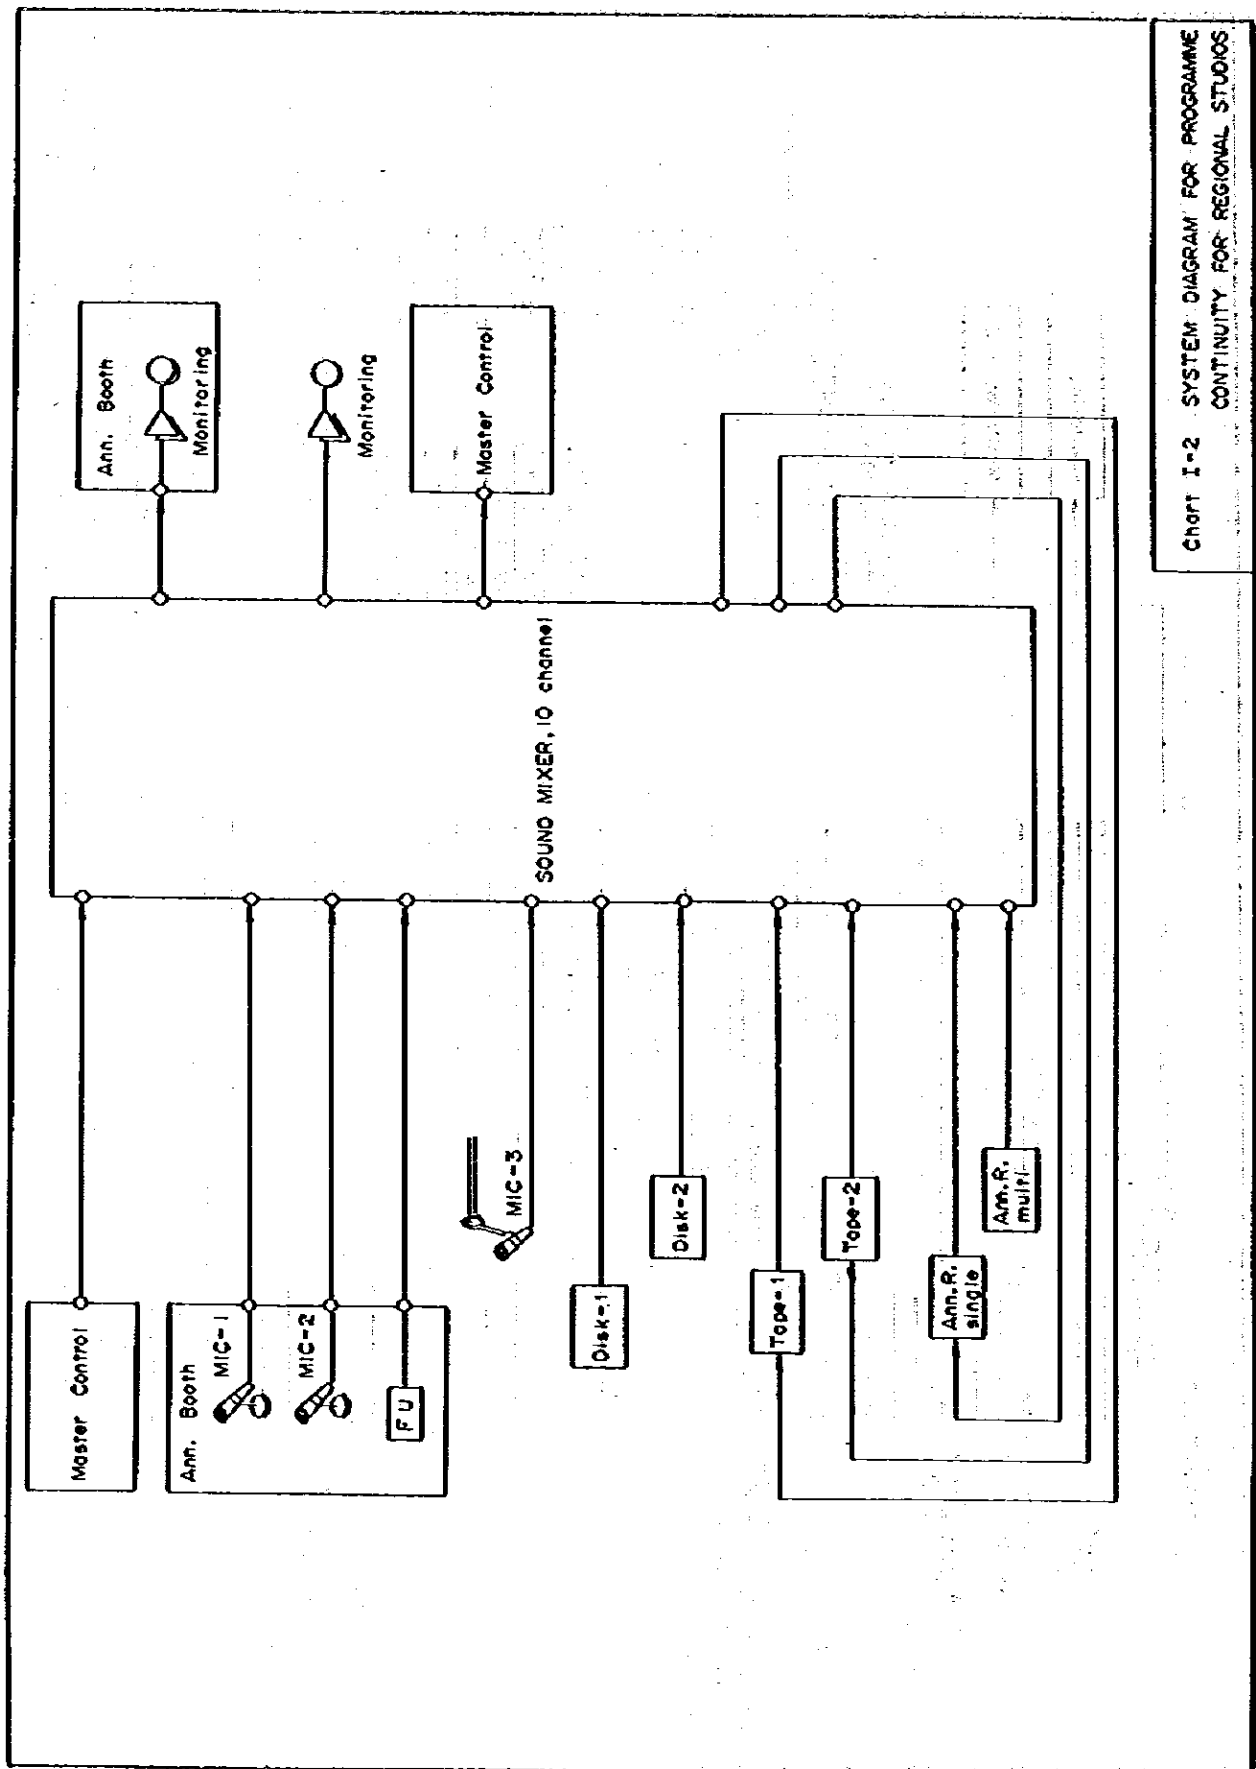 Master Control
Ann. Booth
MIC-1
MIC-2
FU
MIC-3
Disk-1
Disk-2
Tape-1
Tape-2
Ann.R.
single
Ann.R.
multi
SOUND MIXER, 10 channel
Ann. Booth
Monitoring
Monitoring
Master Control
Chart I-2 SYSTEM DIAGRAM FOR PROGRAMME
CONTINUITY FOR REGIONAL STUDIOS